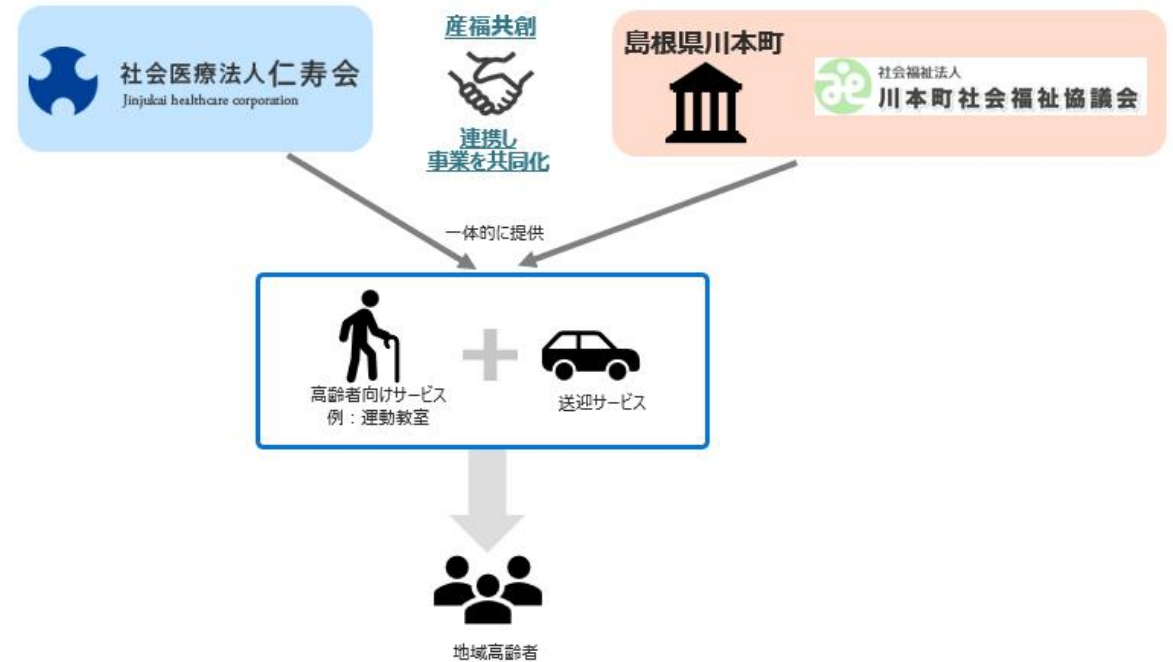 社会医療法人仁寿会
Jinjukai healthcare corporation
産福共創
連携し
事業を共同化
島根県川本町
社会福祉法人
川本町社会福祉協議会
一体的に提供
高齢者向けサービス
例：運動教室
送迎サービス
地域高齢者